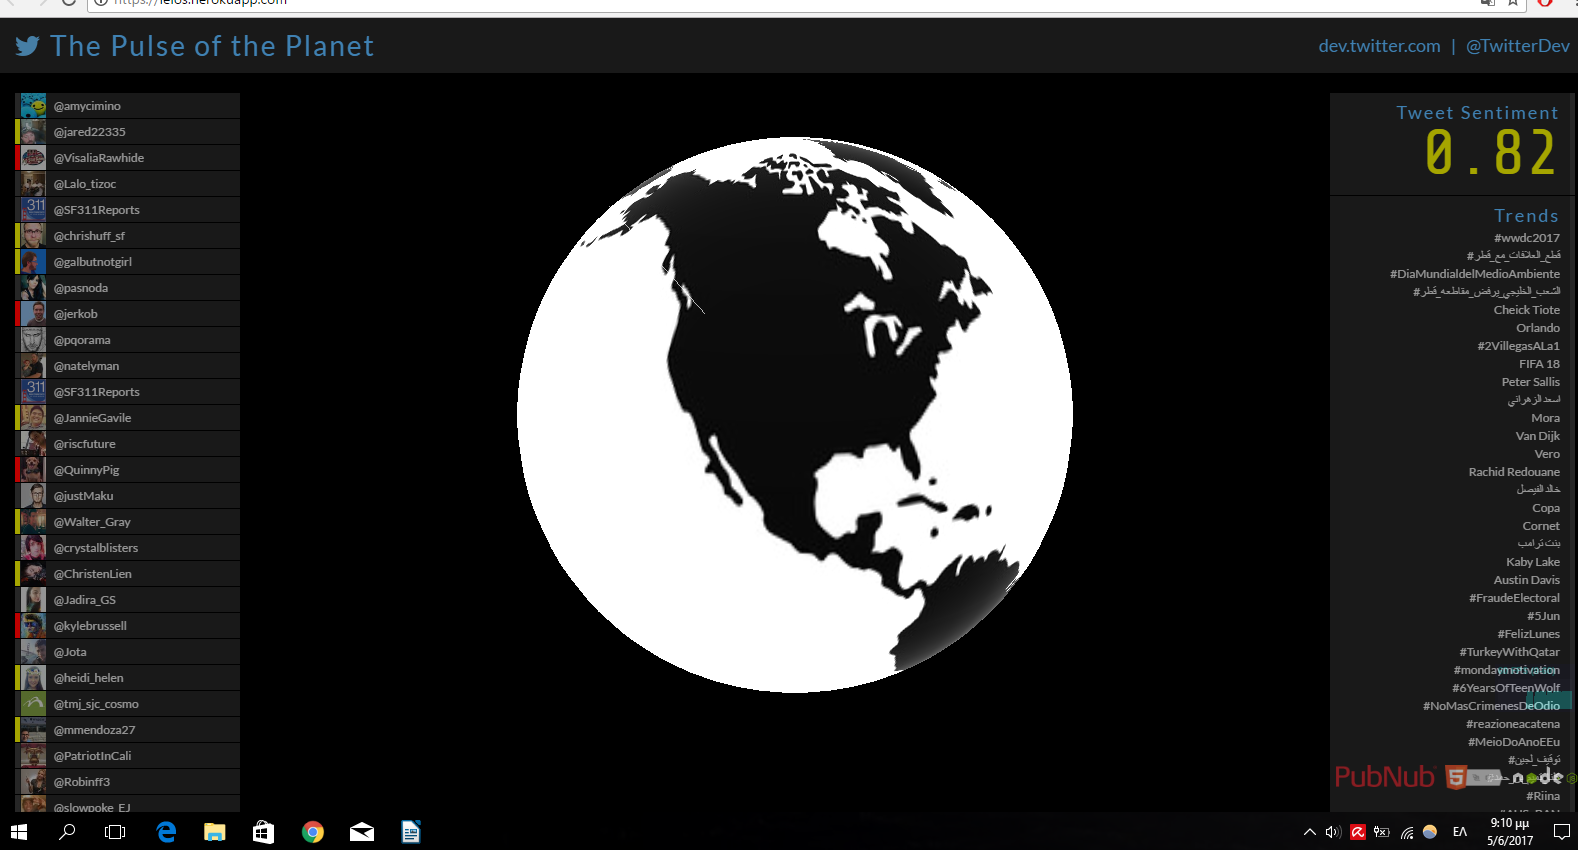 https://leios.herokuapp.com
The Pulse of the Planet
dev.twitter.com | @TwitterDev
@amycimino
@jared22335
@VisaliaRawhide
@Lalo_tizoc
@SF311Reports
@chrishuff_sf
@galbutnotgirl
@pasnoda
@jerkob
@pqorama
@natelyman
@SF311Reports
@JannieGavile
@riscfuture
@QuinnyPig
@justMaku
@Walter_Gray
@crystalblisters
@ChristenLien
@Jadira_GS
@kylebrussell
@Jota
@heidi_helen
@tmj_sjc_cosmo
@mmendoza27
@PatriotInCali
@Robinff3
@slowpoke_EJ
Tweet Sentiment
0.82
Trends
#wwdc2017
#قطع_العلاقات_مع_قطر
#DiaMundialdelMedioAmbiente
#الشعب_الخليجي_يرفض_مقاطعه_قطر
Cheick Tiote
Orlando
#2VillegasALa1
FIFA 18
Peter Sallis
اسعد الزهراني
Mora
Van Dijk
Vero
Rachid Redouane
خالد الفيصل
Copa
Cornet
بنت ترامب
Kaby Lake
Austin Davis
#FraudeElectoral
#5Jun
#FelizLunes
#TurkeyWithQatar
#mondaymotivation
#6YearsOfTeenWolf
#NoMasCrimenesDeOdio
#reazioneacatena
#MeioDoAnoEEu
#توقيف_لجين
PubNub
node
#Riina
ΕΛ
9:10 μμ
5/6/2017